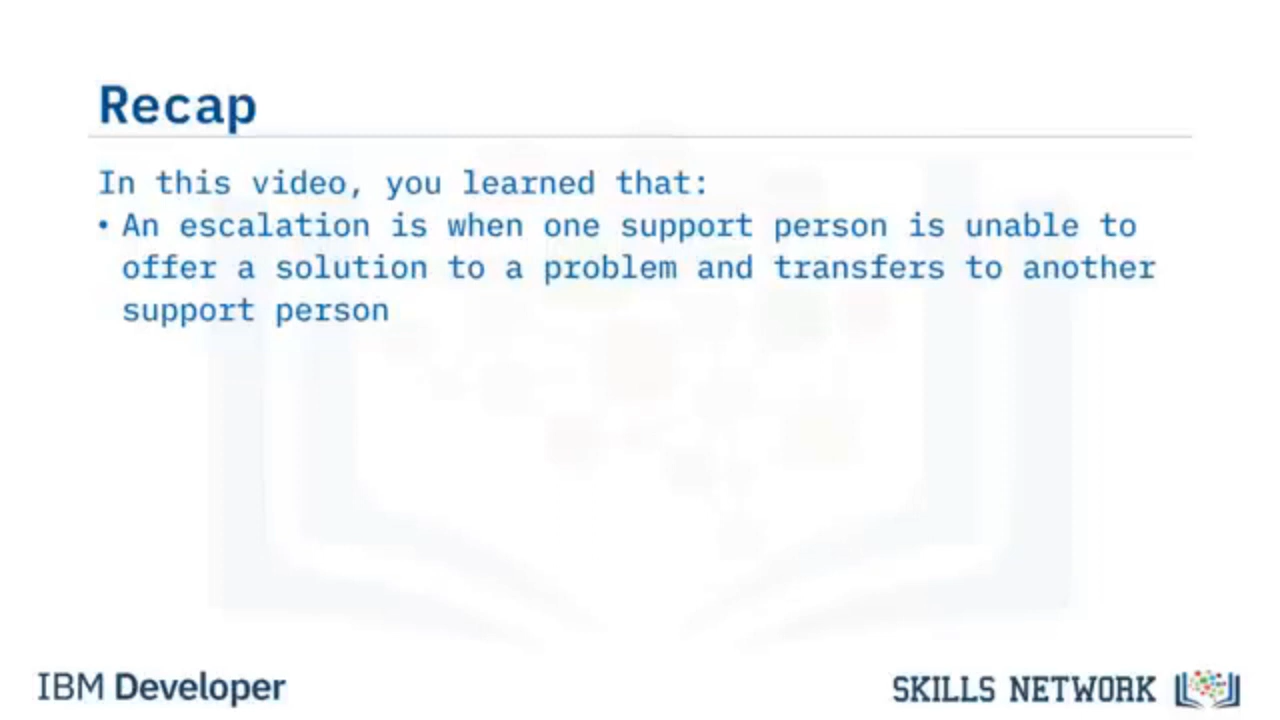 Recap
In this video, you learned that:
• An escalation is when one support person is unable to
offer a solution to a problem and transfers to another
support person
IBM Developer
SKILLS NETWORK